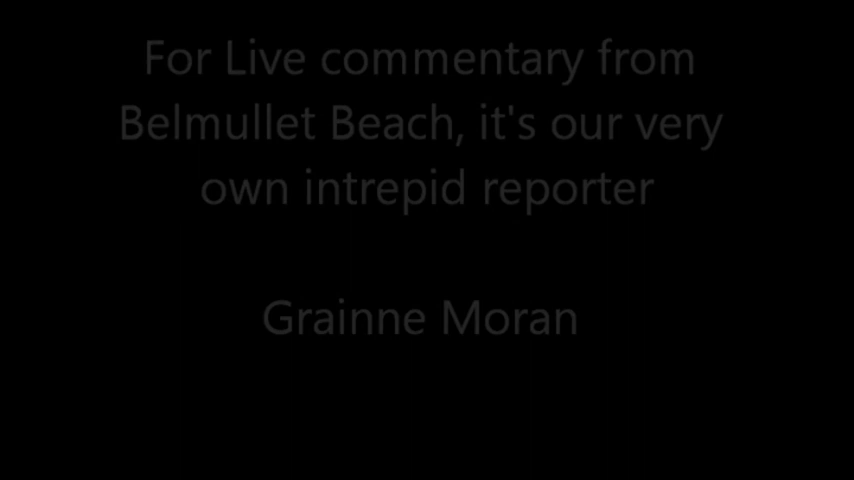 For Live commentary from
Belmullet Beach, it's our very
own intrepid reporter
Grainne Moran